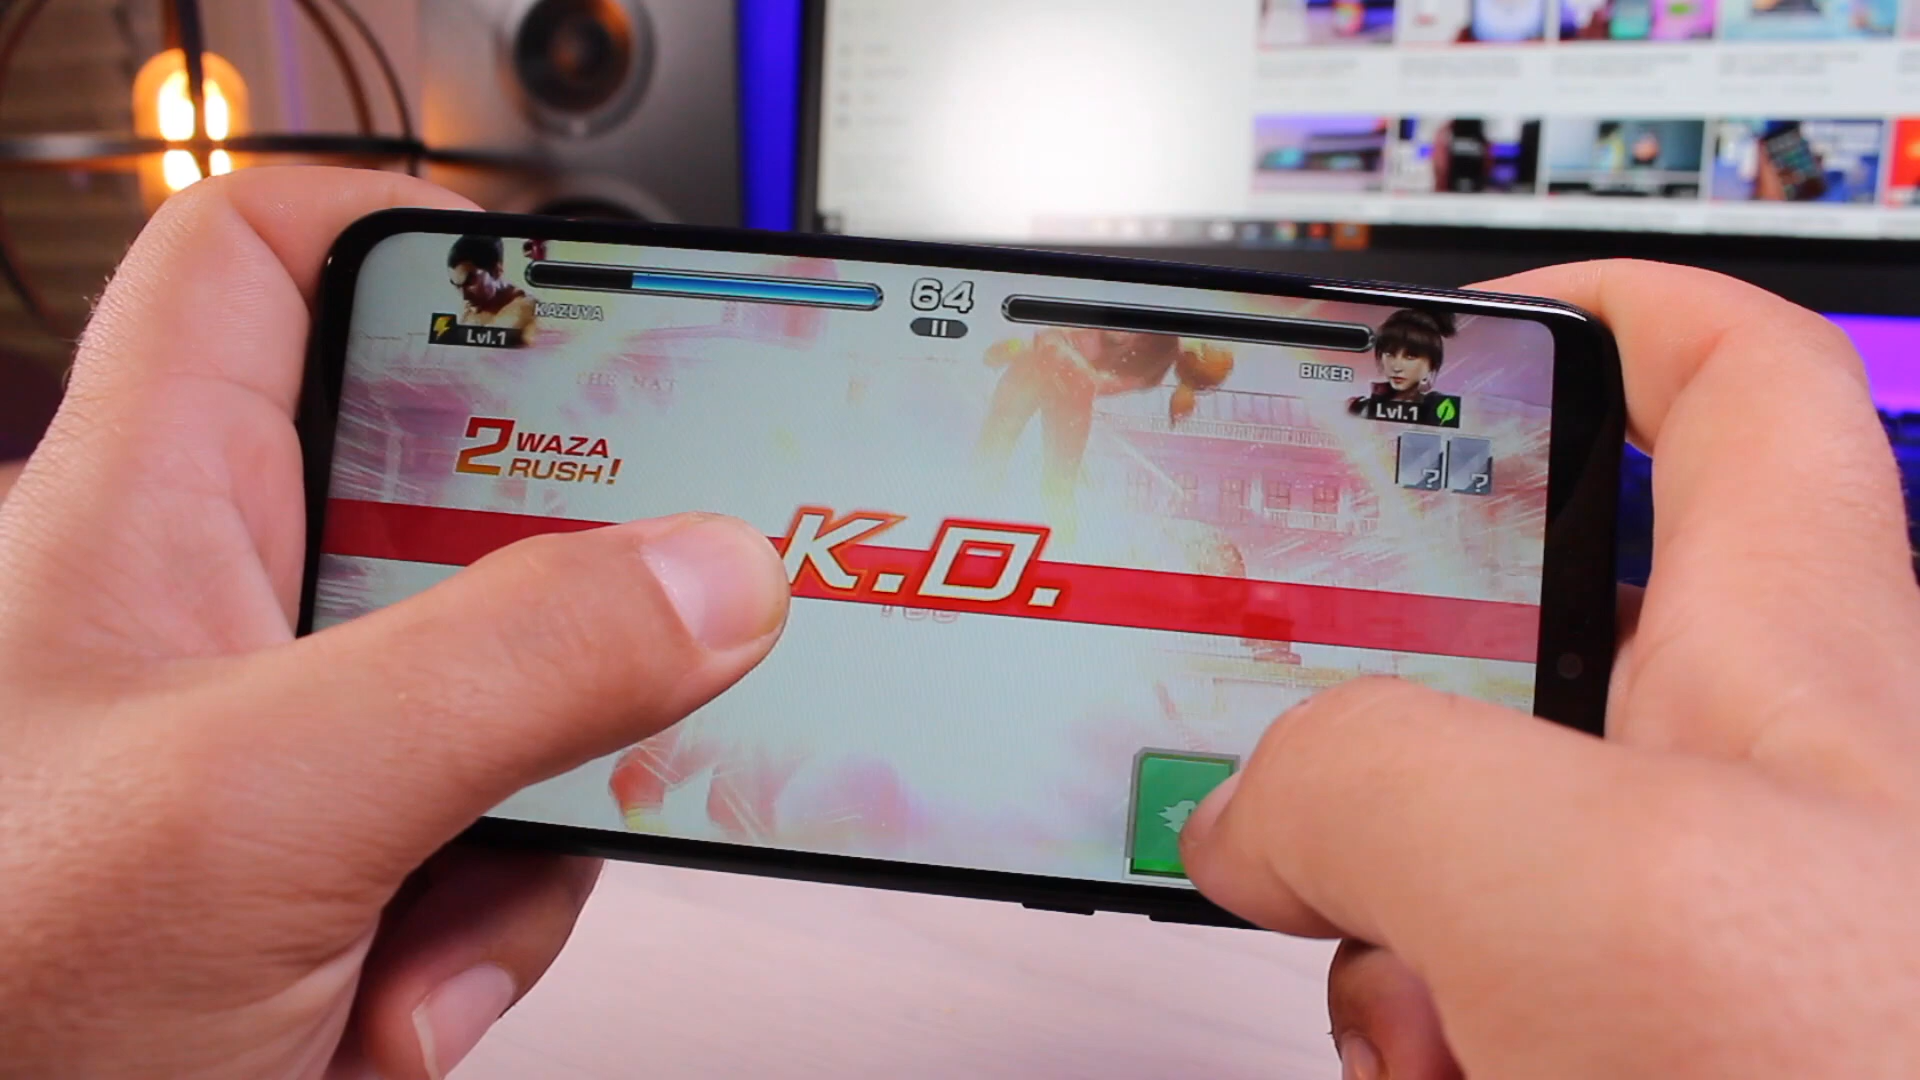 64
KAZUYA
Lvl.1
BIKER
Lvl.1
2 WAZA
RUSH!
? ?
K.O.